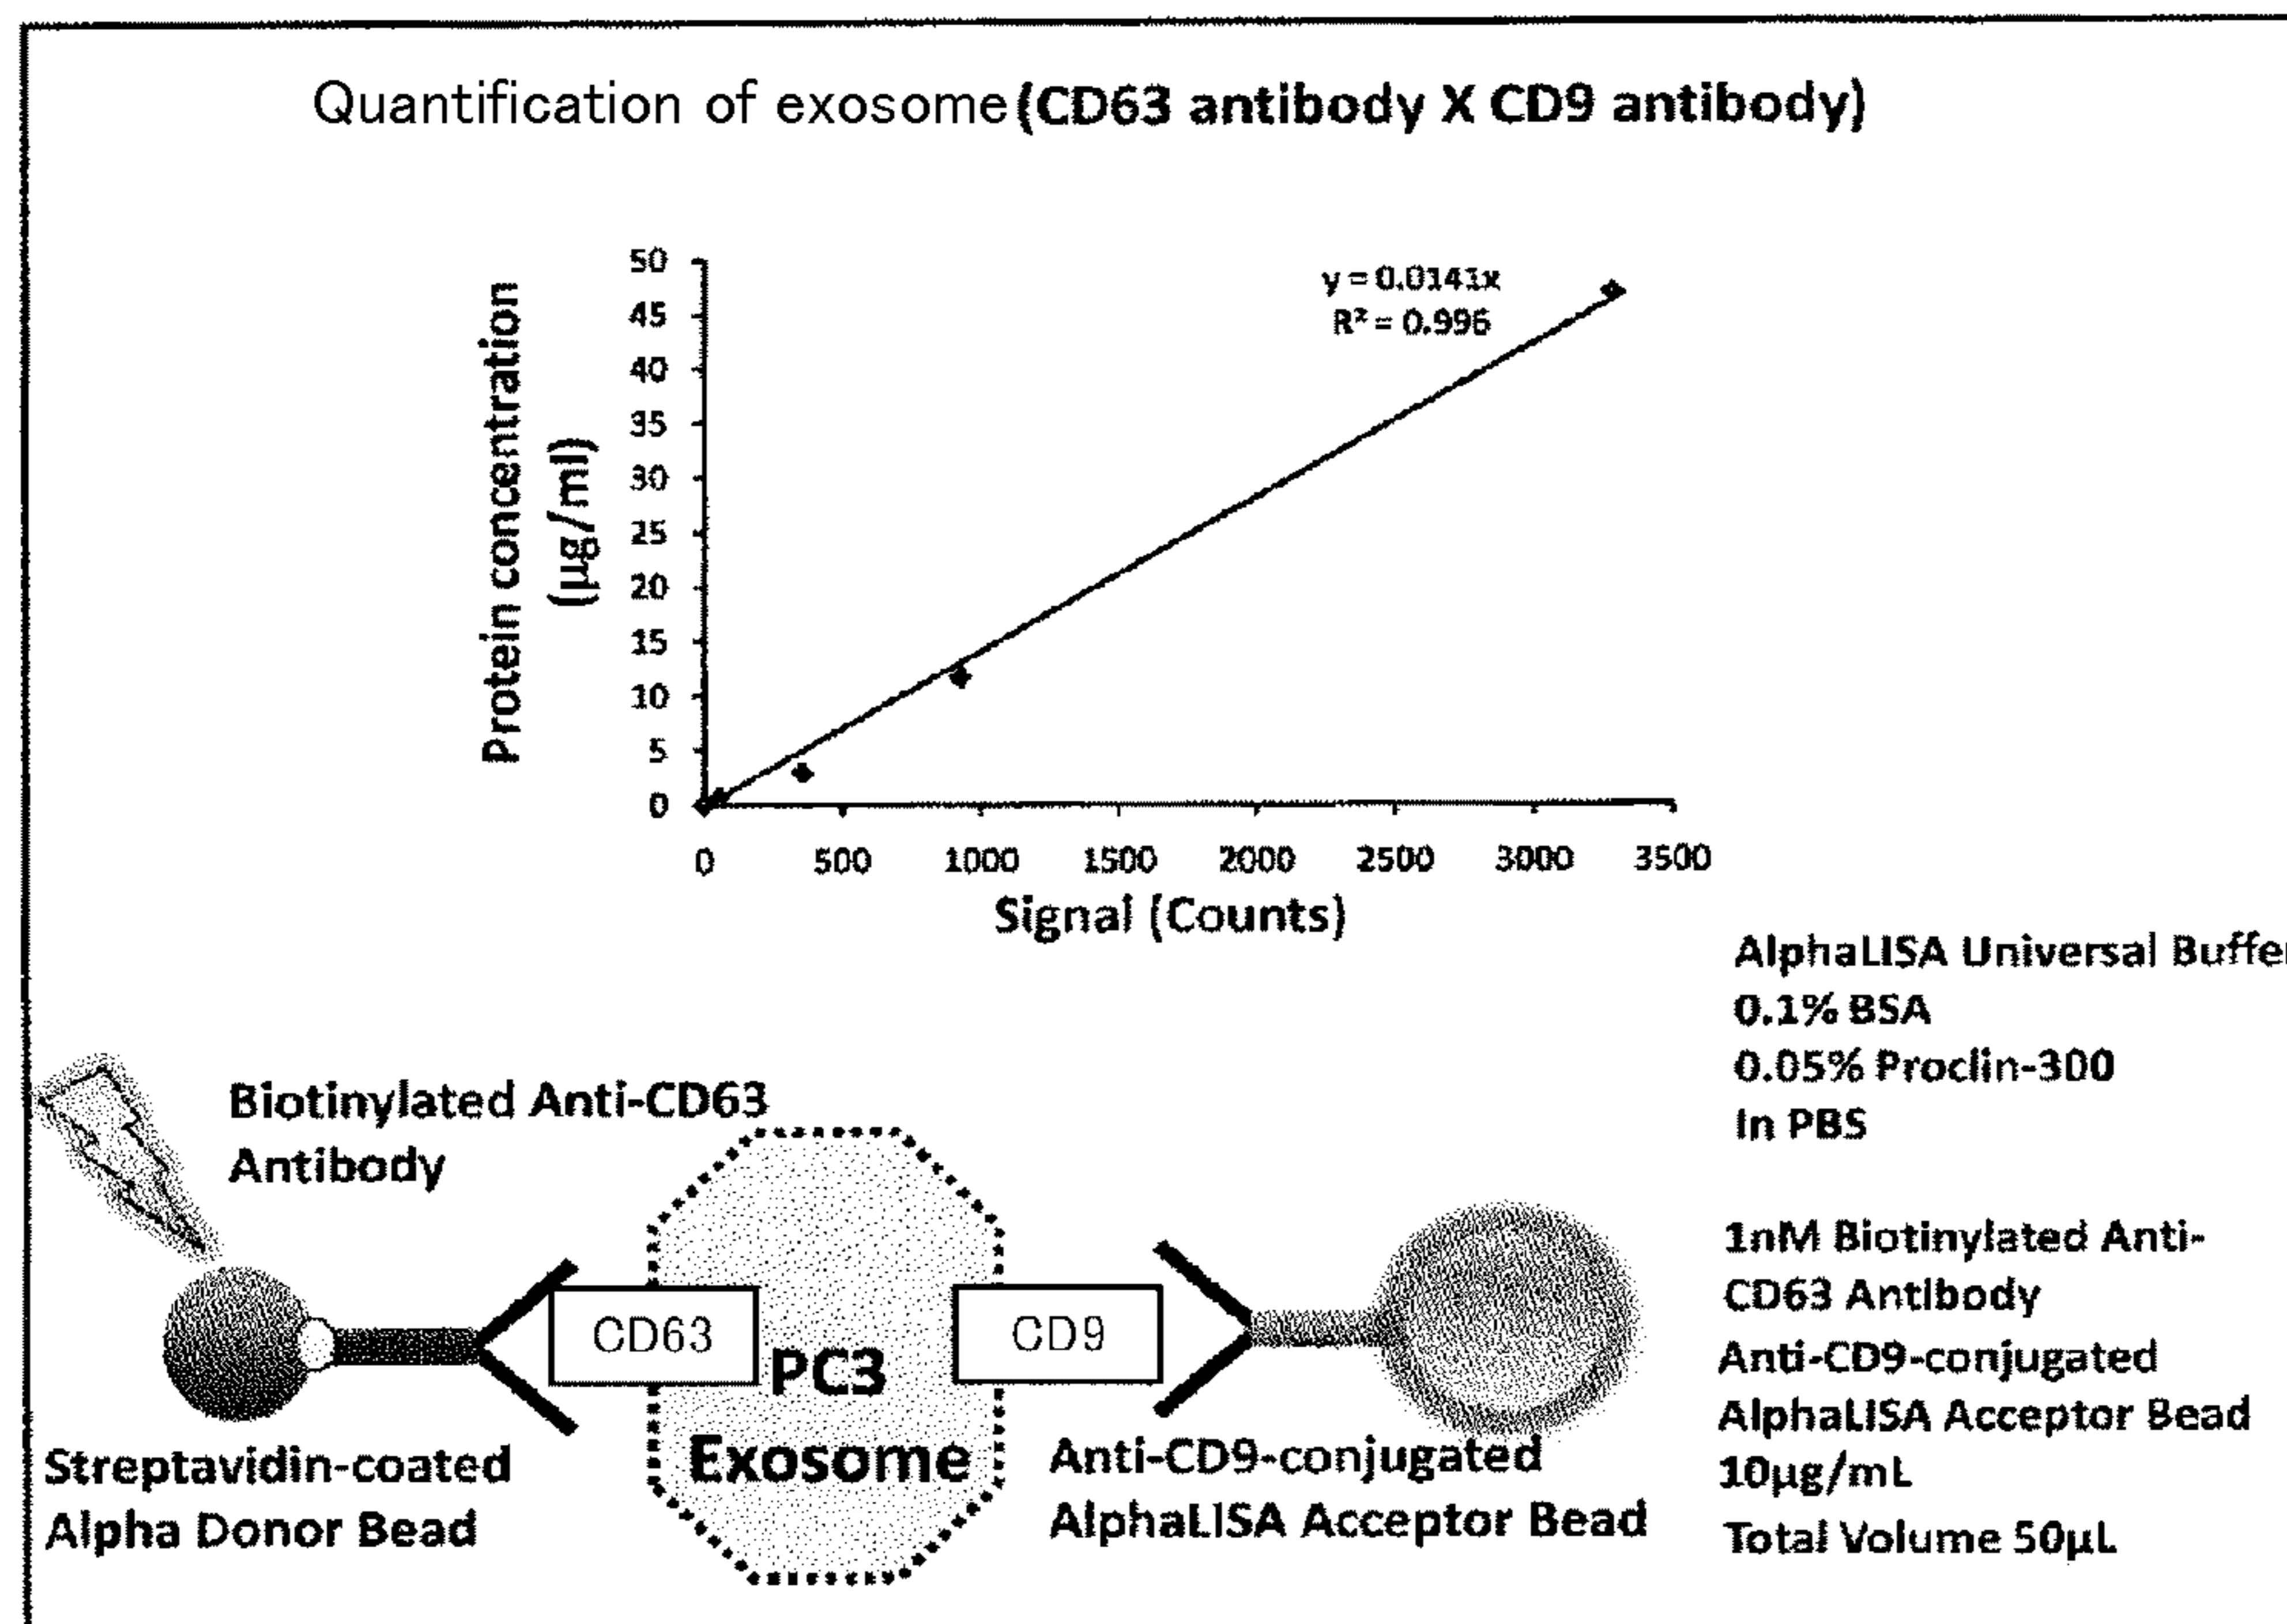 Quantification of exosome (CD63 antibody X CD9 antibody)
Protein concentration
(µg/ml)
50
45
40
35
30
25
20
15
10
5
0
y = 0.0141x
R² = 0.996
0 500 1000 1500 2000 2500 3000 3500
Signal (Counts)
AlphaLISA Universal Buffer
0.1% BSA
0.05% Proclin-300
In PBS
Biotinylated Anti-CD63
Antibody
CD63
PC3
Exosome
CD9
Streptavidin-coated
Alpha Donor Bead
Anti-CD9-conjugated
AlphaLISA Acceptor Bead
1nM Biotinylated Anti-
CD63 Antibody
Anti-CD9-conjugated
AlphaLISA Acceptor Bead
10µg/mL
Total Volume 50µL